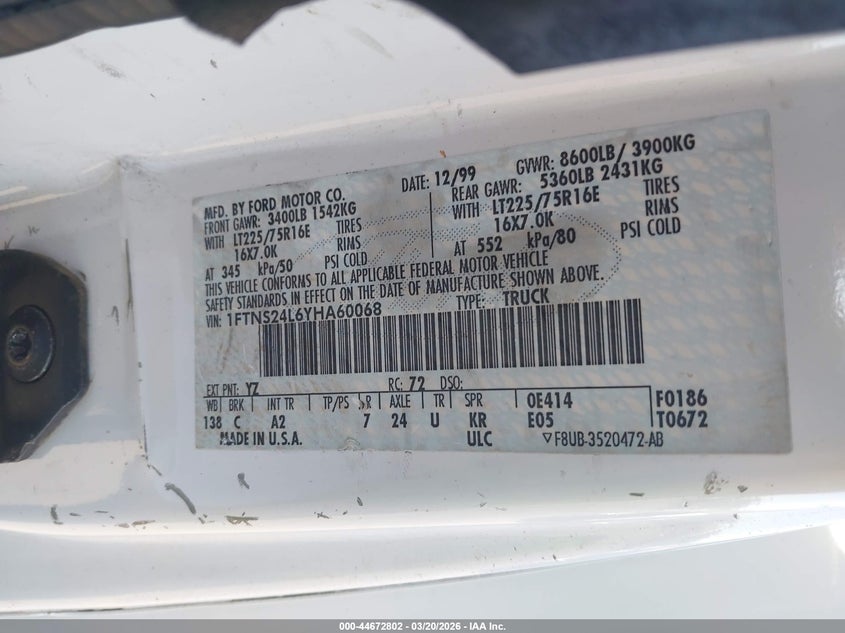 MFD. BY FORD MOTOR CO.
DATE: 12/99
GVWR: 8600LB/ 3900KG
FRONT GAWR: 3400LB 1542KG
REAR GAWR: 5360LB 2431KG
WITH LT225/75R16E TIRES
WITH LT225/75R16E TIRES
16X7.0K RIMS
16X7.0K RIMS
AT 345 kPa/50 PSI COLD
AT 552 kPa/80 PSI COLD
THIS VEHICLE CONFORMS TO ALL APPLICABLE FEDERAL MOTOR VEHICLE
SAFETY STANDARDS IN EFFECT ON THE DATE OF MANUFACTURE SHOWN ABOVE.
VIN: 1FTNS24L6YHA60068
TYPE: TRUCK
EXT PNT: YZ RC: 72 DSO:
WB BRK INT TR TP/PS R AXLE TR SPR 0E414 F0186
138 C A2 7 24 U KR E05 T0672
MADE IN U.S.A. ULC F8UB-3520472-AB
000-44672802 - 03/20/2026 - IAA Inc.